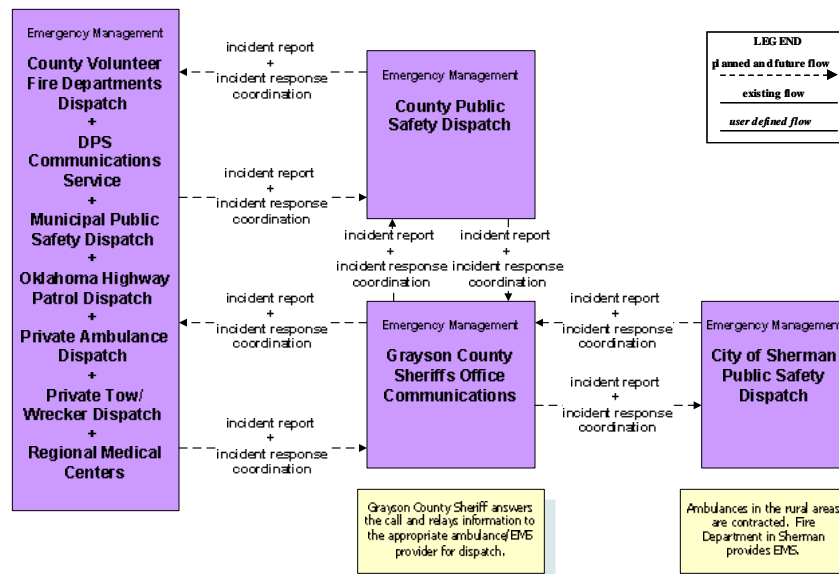 Emergency Management
County Volunteer
Fire Departments
Dispatch
+
DPS
Communications
Service
+
Municipal Public
Safety Dispatch
+
Oklahoma Highway
Patrol Dispatch
+
Private Ambulance
Dispatch
+
Private Tow/
Wrecker Dispatch
+
Regional Medical
Centers
incident report
+
incident response
coordination
incident report
+
incident response
coordination
incident report
+
incident response
coordination
incident report
+
incident response
coordination
Emergency Management
County Public
Safety Dispatch
incident report
+
incident response
coordination
incident report
+
incident response
coordination
Emergency Management
Grayson County
Sheriffs Office
Communications
Grayson County Sheriff answers
the call and relays information to
the appropriate ambulance/EMS
provider for dispatch.
incident report
+
incident response
coordination
incident report
+
incident response
coordination
LEGEND
planned and future flow
existing flow
user defined flow
Emergency Management
City of Sherman
Public Safety
Dispatch
Ambulances in the rural areas
are contracted. Fire
Department in Sherman
provides EMS.